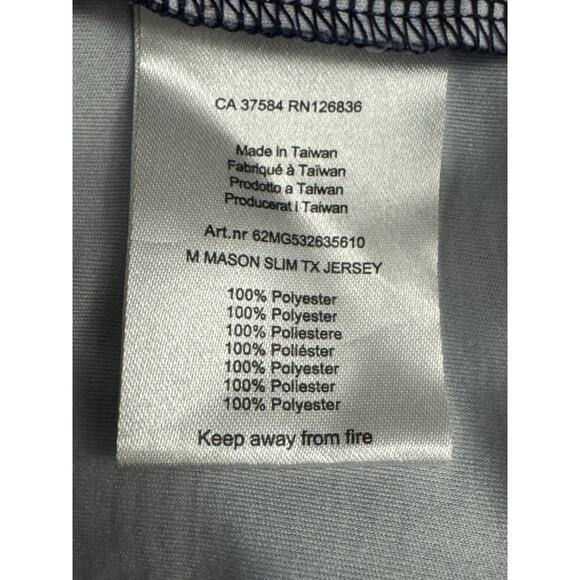 CA 37584 RN126836
Made In Taiwan
Fabriqué à Taïwan
Prodotto a Taiwan
Producerat i Taiwan
Art.nr 62MG532635610
M MASON SLIM TX JERSEY
100% Polyester
100% Polyester
100% Poliestere
100% Poliéster
100% Polyester
100% Poliester
100% Polyester
Keep away from fire